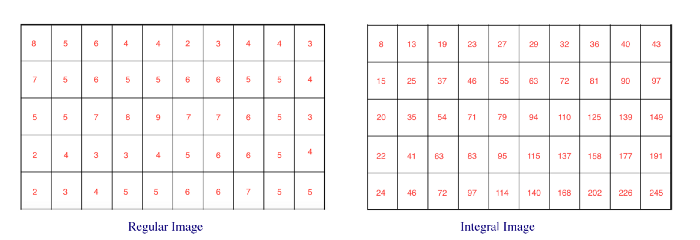 8 5 6 4 4 2 3 4 4 3
7 5 6 5 5 6 6 5 5 4
5 5 7 8 9 7 7 6 5 3
2 4 3 3 4 5 6 6 5 4
2 3 4 5 5 6 6 7 5 5
Regular Image
8 13 19 23 27 29 32 36 40 43
15 25 37 46 55 63 72 81 90 97
20 35 54 71 79 94 110 125 139 149
22 41 63 83 95 115 137 158 177 191
24 46 72 97 114 140 168 202 226 245
Integral Image